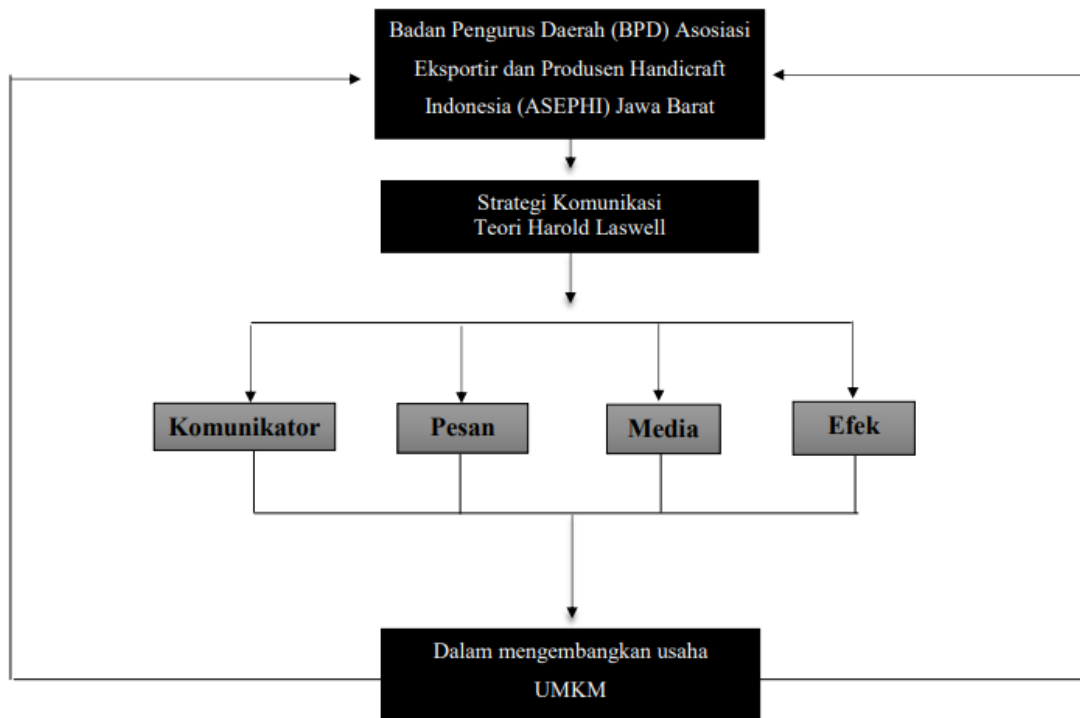 Badan Pengurus Daerah (BPD) Asosiasi
Eksportir dan Produsen Handicraft
Indonesia (ASEPHI) Jawa Barat
Strategi Komunikasi
Teori Harold Laswell
Komunikator
Pesan
Media
Efek
Dalam mengembangkan usaha
UMKM